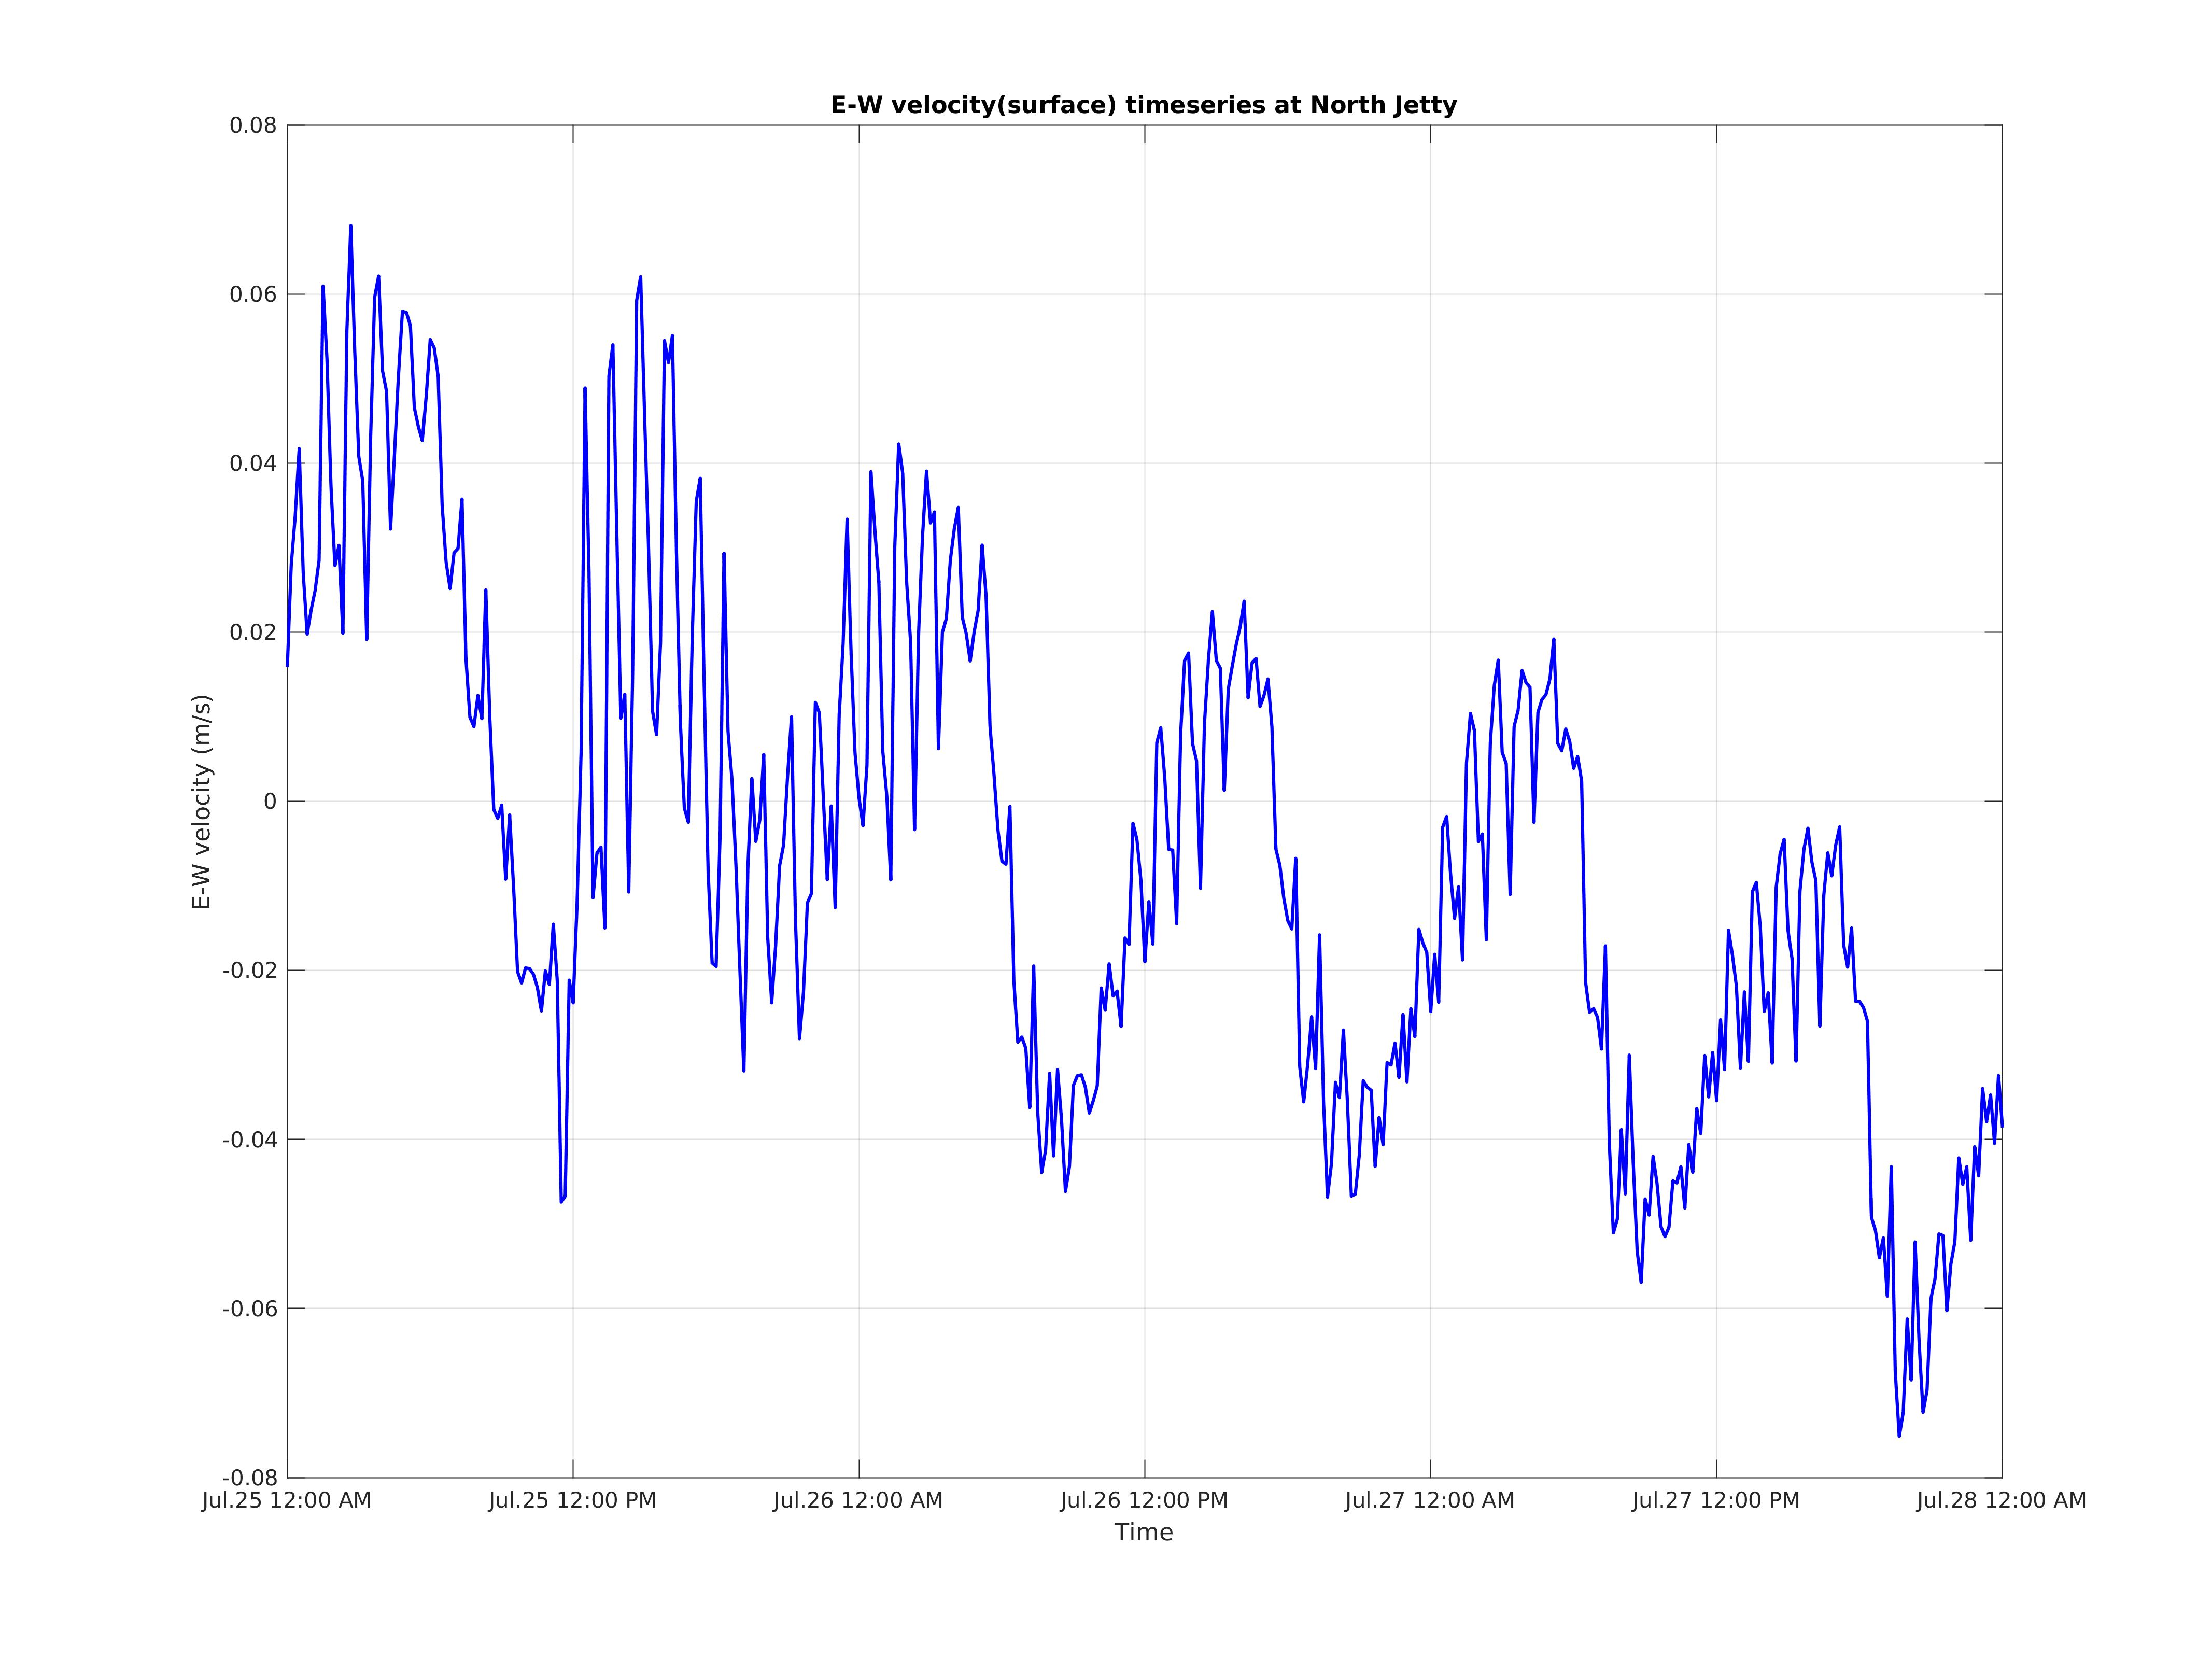 E-W velocity(surface) timeseries at North Jetty
0.08
0.06
0.04
0.02
0
-0.02
-0.04
-0.06
-0.08
E-W velocity (m/s)
Jul.25 12:00 AM
Jul.25 12:00 PM
Jul.26 12:00 AM
Jul.26 12:00 PM
Jul.27 12:00 AM
Jul.27 12:00 PM
Jul.28 12:00 AM
Time